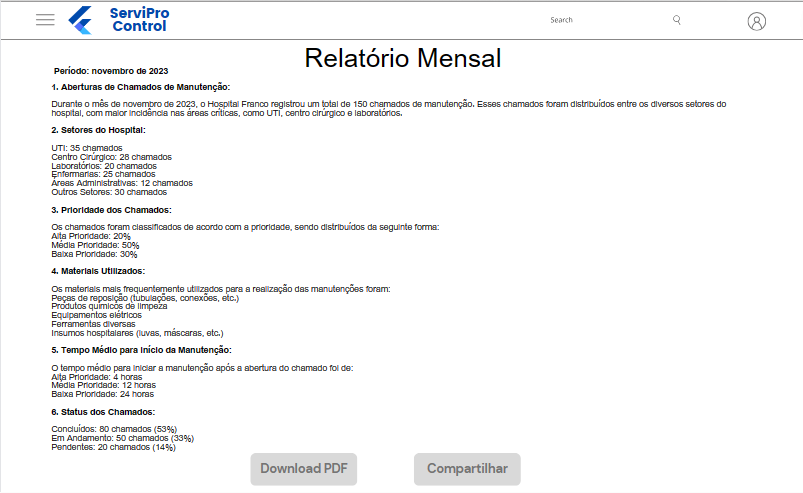 ServiPro
Control
Search
Relatório Mensal
Período: novembro de 2023
1. Aberturas de Chamados de Manutenção:
Durante o mês de novembro de 2023, o Hospital Franco registrou um total de 150 chamados de manutenção. Esses chamados foram distribuídos entre os diversos setores do
hospital, com maior incidência nas áreas críticas, como UTI, centro cirúrgico e laboratórios.
2. Setores do Hospital:
UTI: 35 chamados
Centro Cirúrgico: 28 chamados
Laboratórios: 20 chamados
Enfermarias: 25 chamados
Áreas Administrativas: 12 chamados
Outros Setores: 30 chamados
3. Prioridade dos Chamados:
Os chamados foram classificados de acordo com a prioridade, sendo distribuídos da seguinte forma:
Alta Prioridade: 20%
Média Prioridade: 50%
Baixa Prioridade: 30%
4. Materiais Utilizados:
Os materiais mais frequentemente utilizados para a realização das manutenções foram:
Peças de reposição (tubulações, conexões, etc.)
Produtos químicos de limpeza
Equipamentos elétricos
Ferramentas diversas
Insumos hospitalares (luvas, máscaras, etc.)
5. Tempo Médio para Início da Manutenção:
O tempo médio para iniciar a manutenção após a abertura do chamado foi de:
Alta Prioridade: 4 horas
Média Prioridade: 12 horas
Baixa Prioridade: 24 horas
6. Status dos Chamados:
Concluídos: 80 chamados (53%)
Em Andamento: 50 chamados (33%)
Pendentes: 20 chamados (14%)
Download PDF
Compartilhar